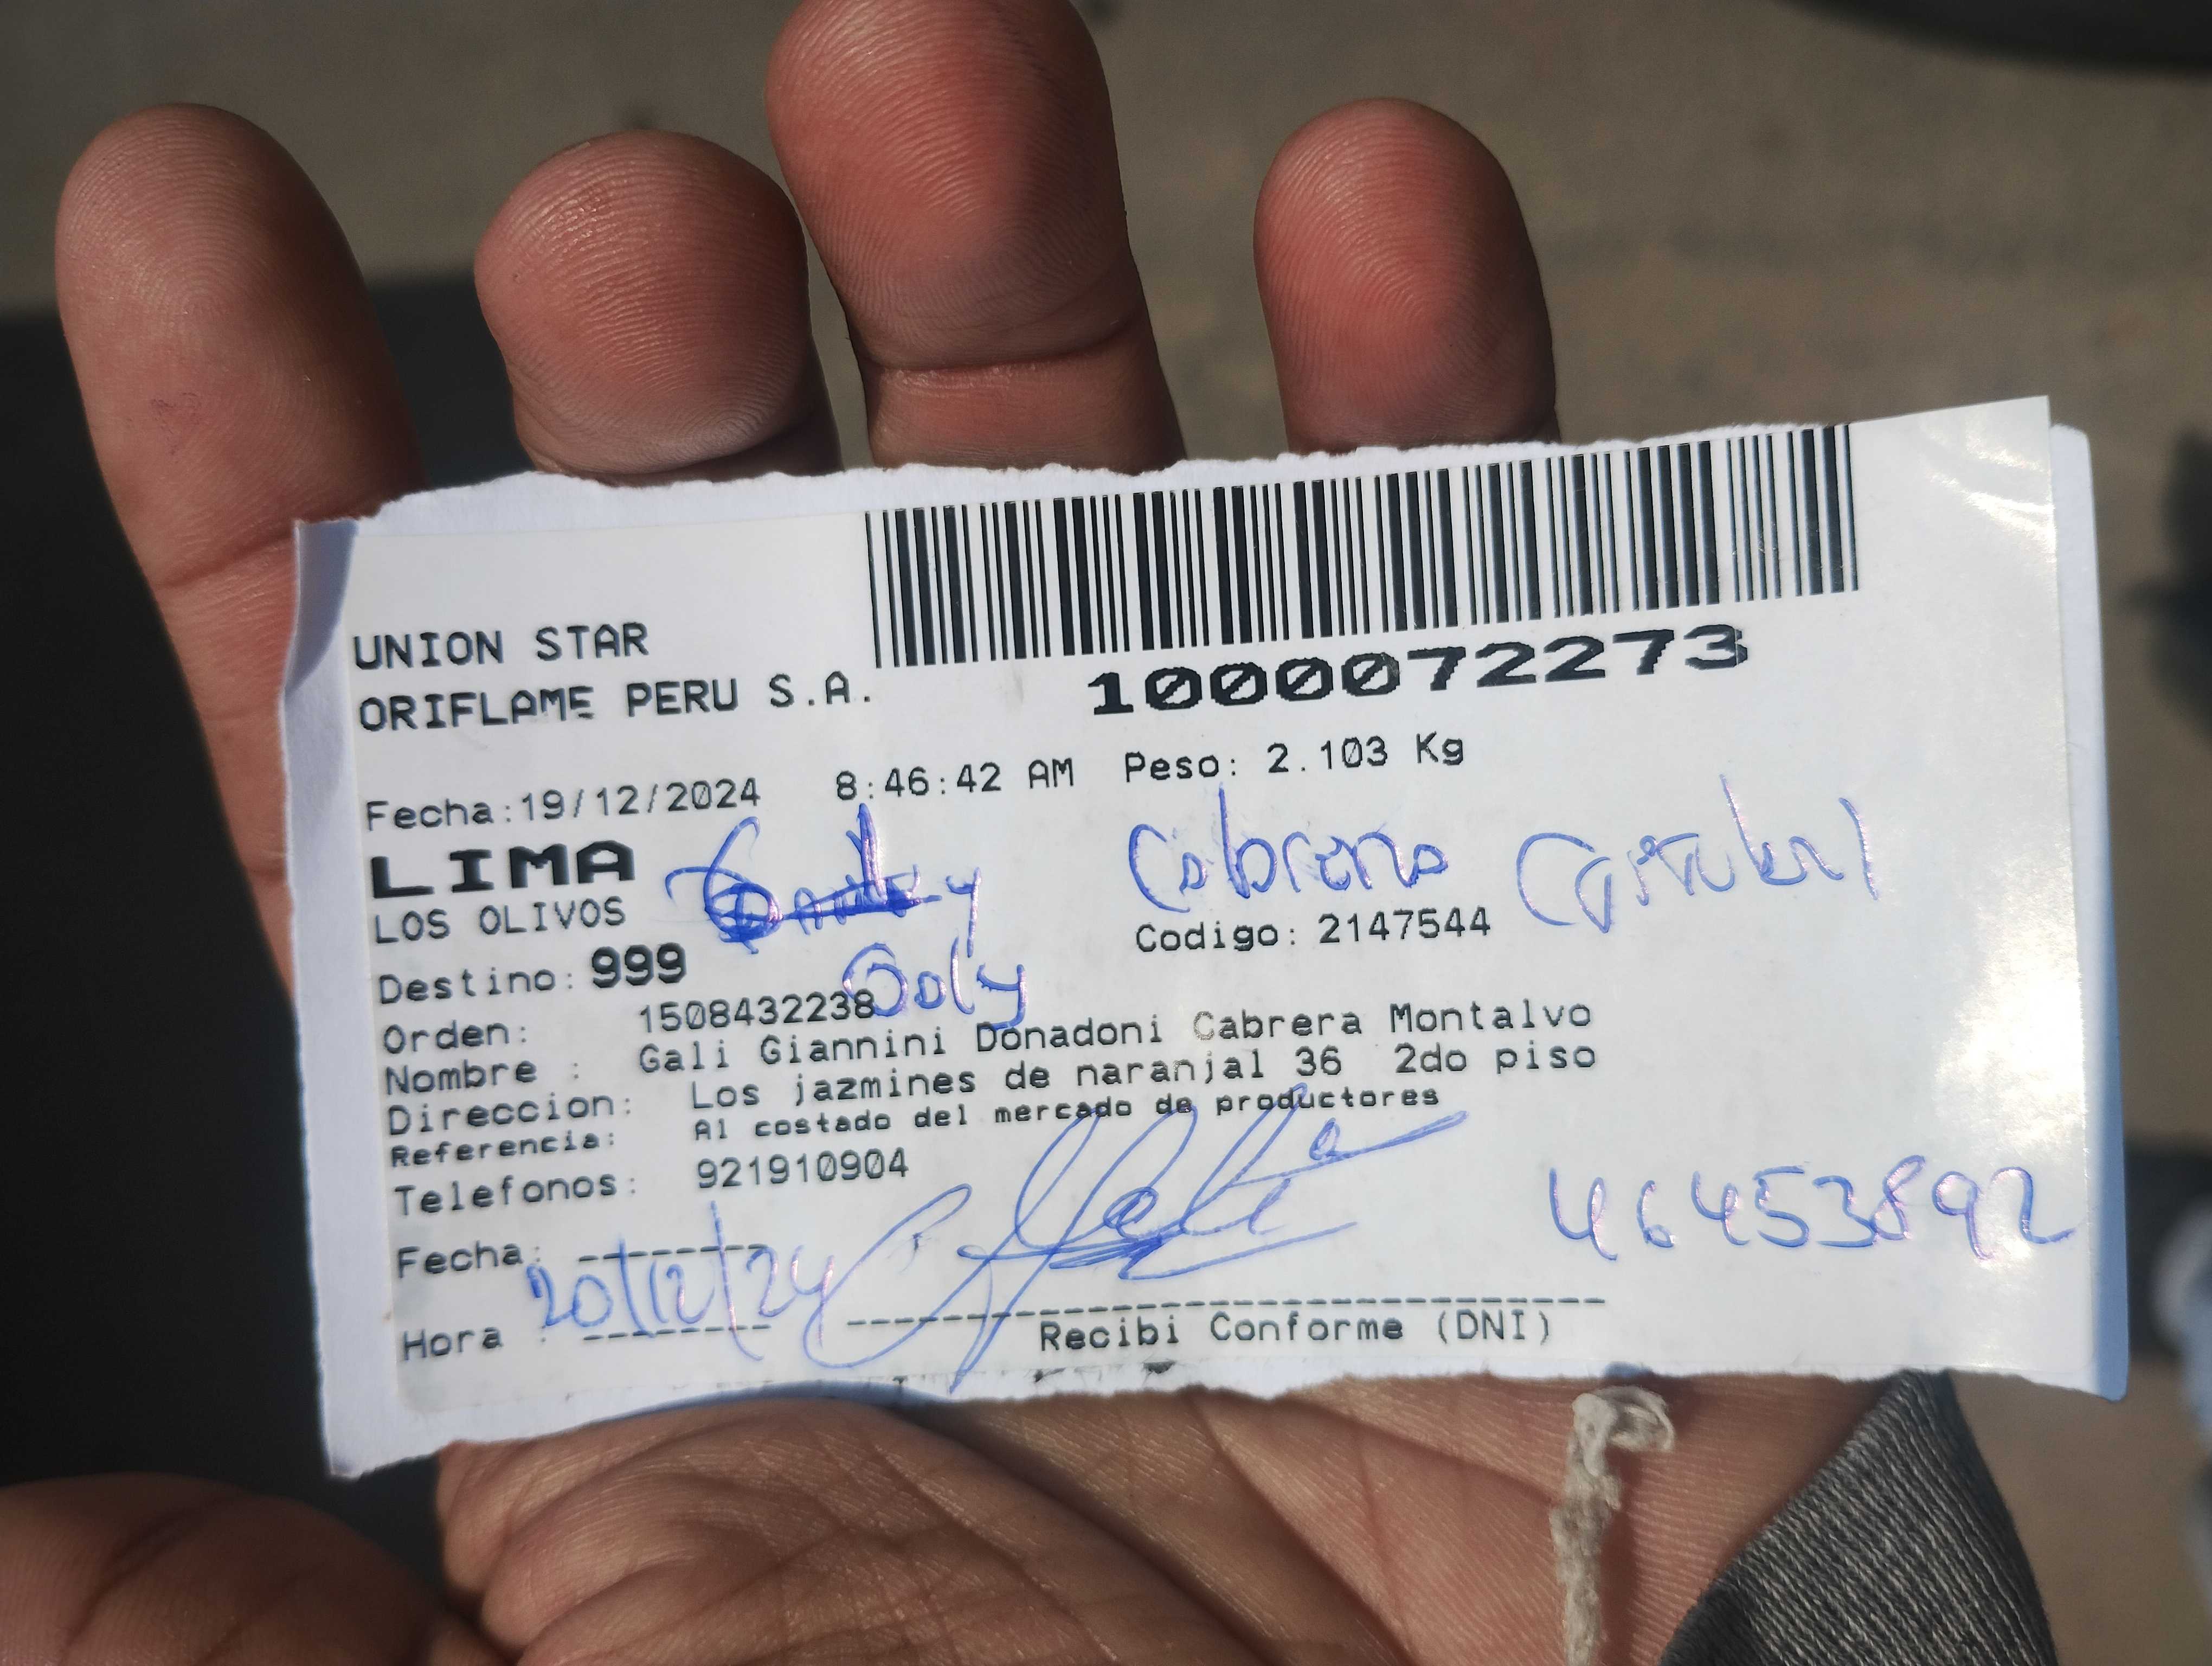 UNION STAR
ORIFLAME PERU S.A.
1000072273
Fecha:19/12/2024 8:46:42 AM Peso: 2.103 Kg
LIMA
Cabrera
LOS OLIVOS
Codigo: 2147544
Destino: 999
Orden: 1508432238
Nombre : Gali Giannini Donadoni Cabrera Montalvo
Direccion: Los jazmines de naranjal 36 2do piso
Referencia: Al costado del mercado de productores
Telefonos: 921910904
46453892
Fecha:
20/12/24
Hora :
Recibi Conforme (DNI)